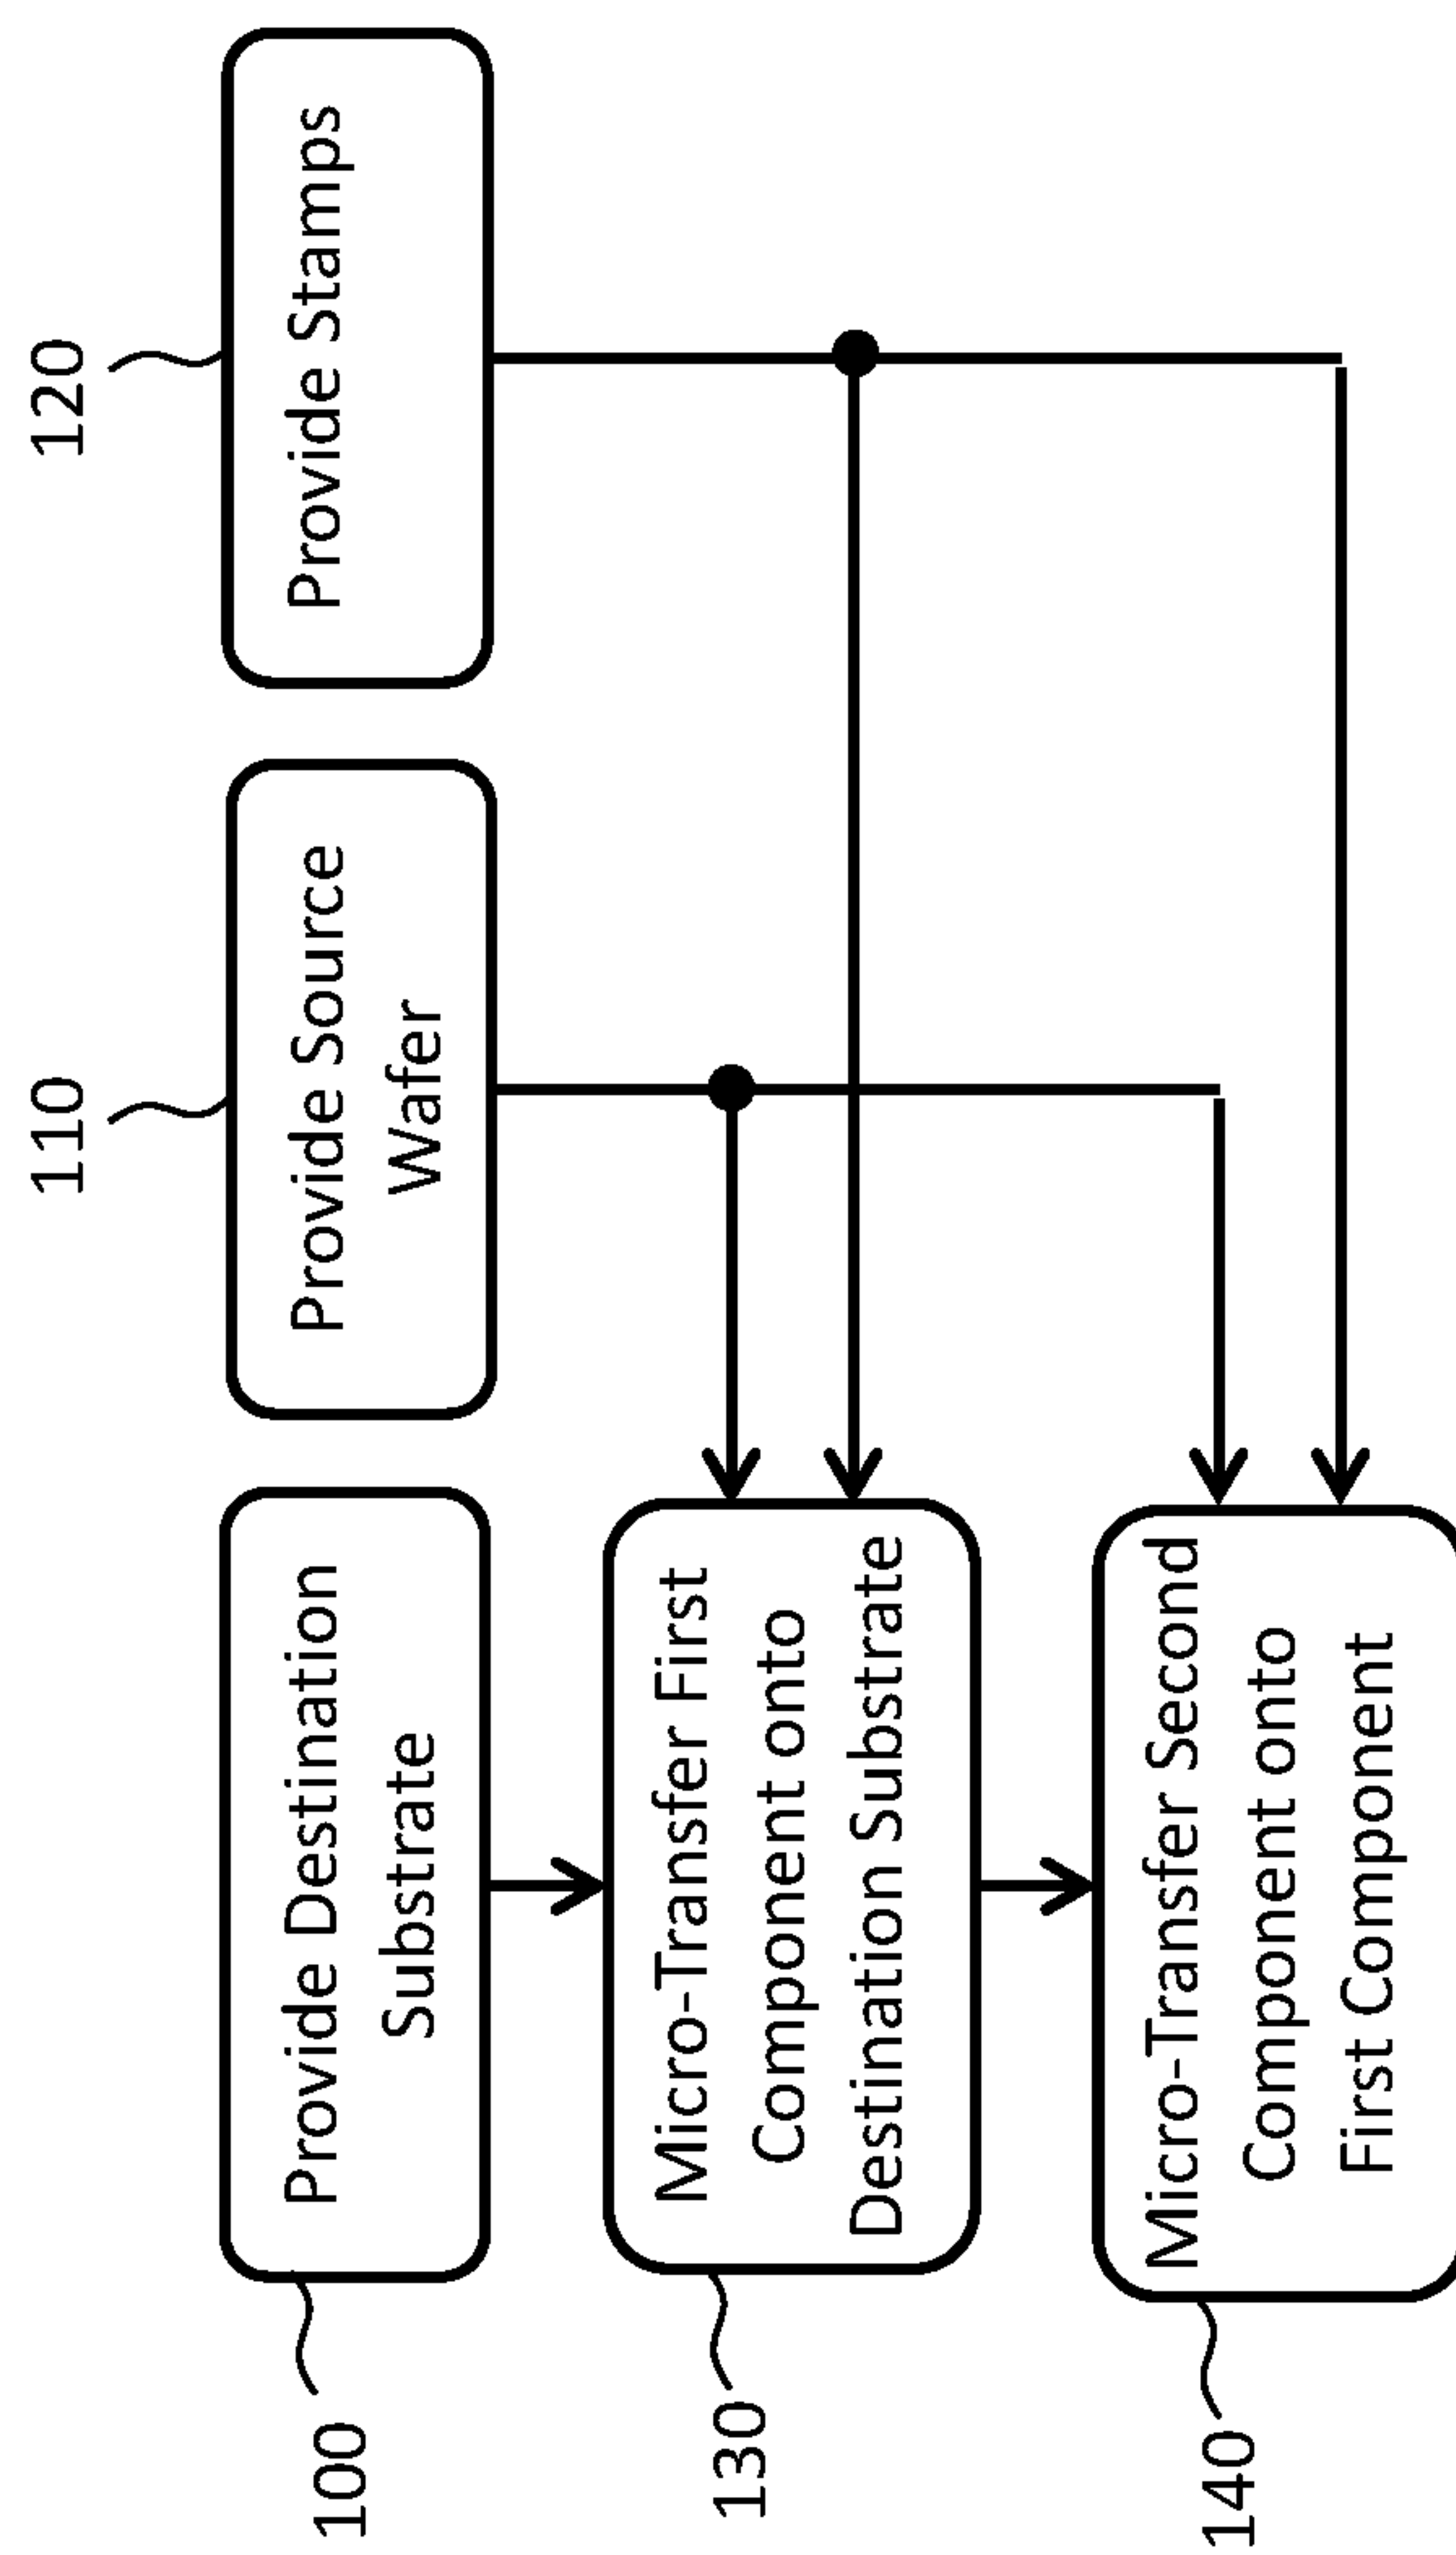 100
Provide Destination
Substrate
110
Provide Source
Wafer
120
Provide Stamps
130
Micro-Transfer First
Component onto
Destination Substrate
140
Micro-Transfer Second
Component onto
First Component